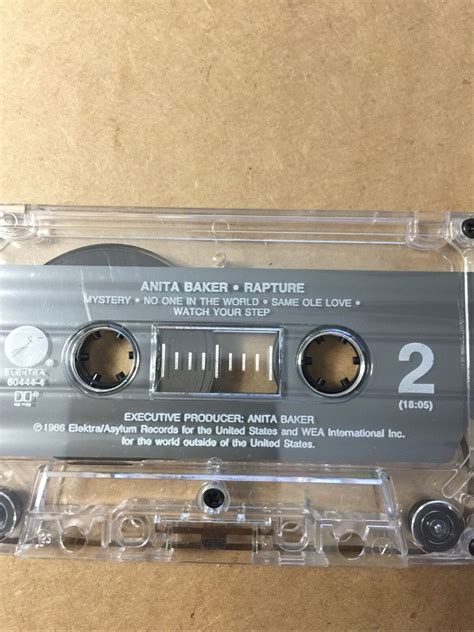 ANITA BAKER • RAPTURE
MYSTERY • NO ONE IN THE WORLD • SAME OLE LOVE •
WATCH YOUR STEP
ELEKTRA ®
60444-4
2
(18:05)
EXECUTIVE PRODUCER: ANITA BAKER
℗1986 Elektra/Asylum Records for the United States and WEA International Inc.
for the world outside of the United States.